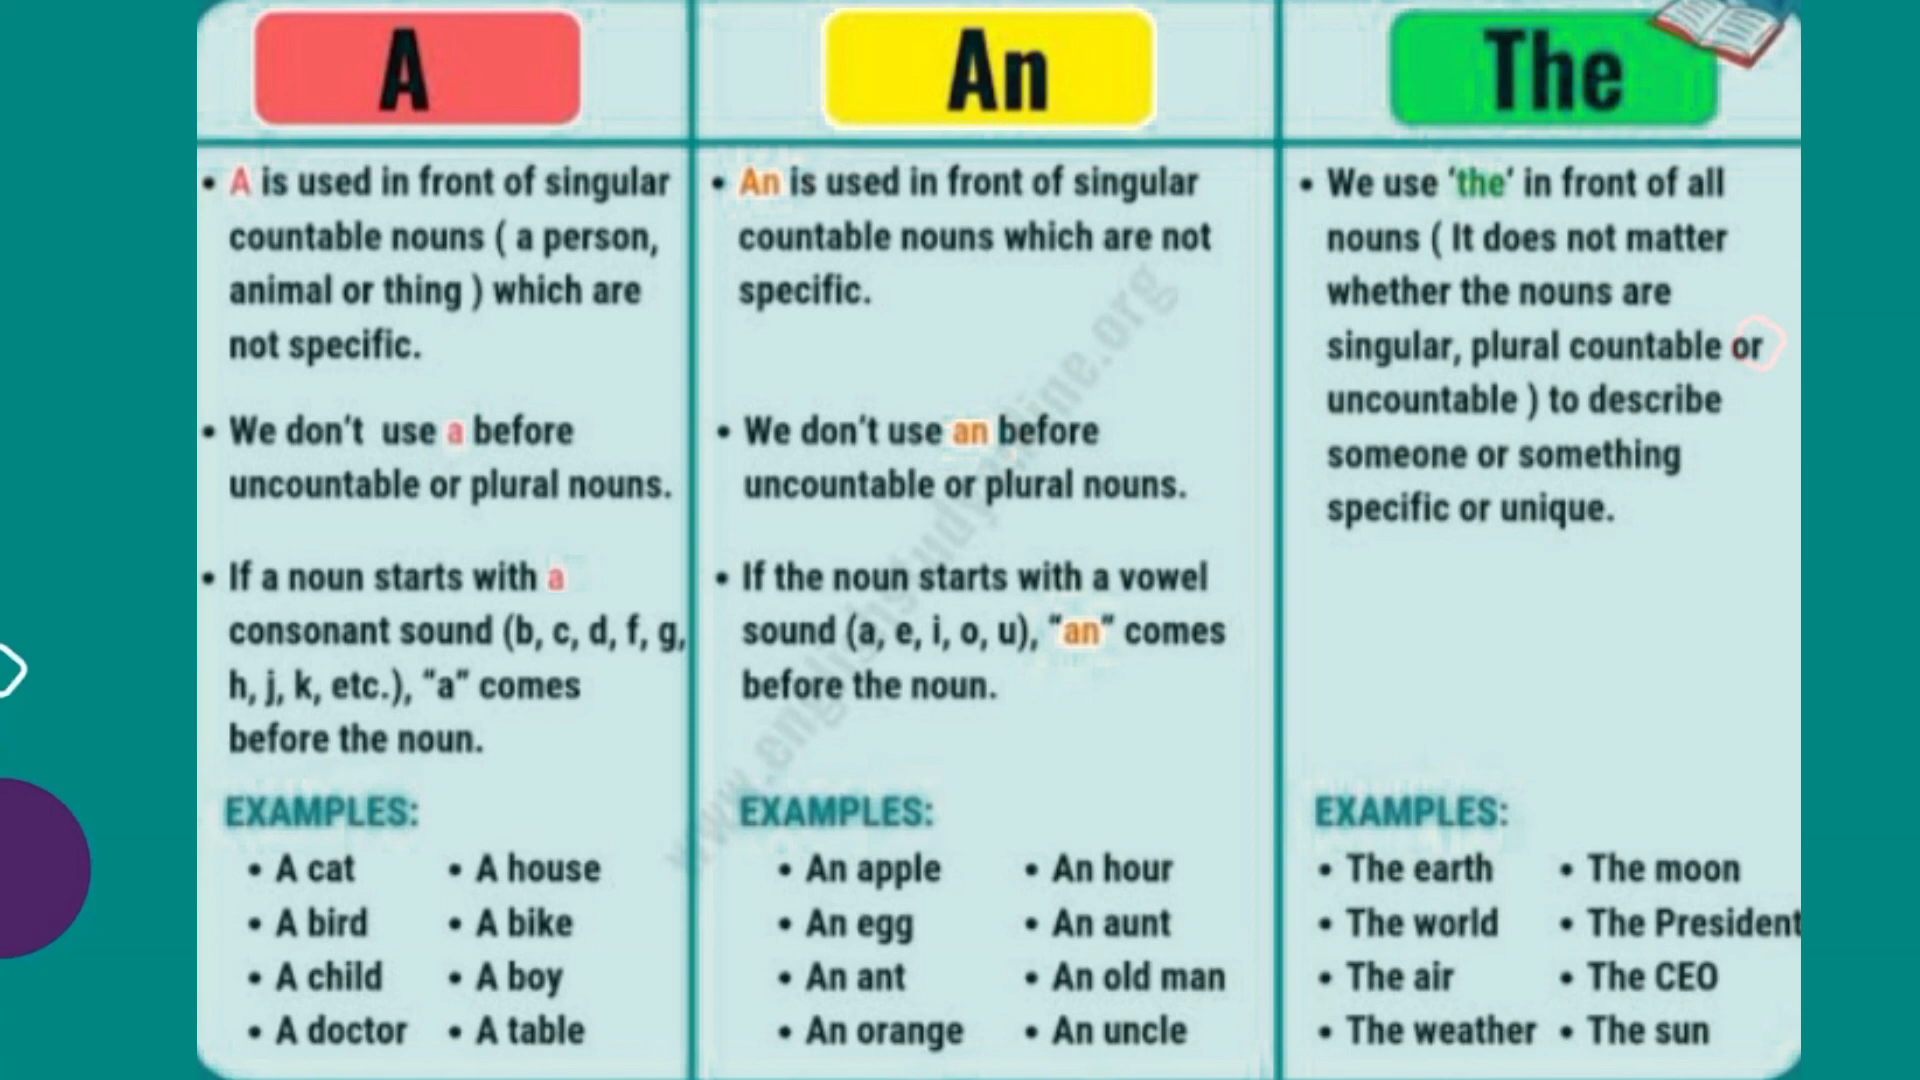 A
An
The
• A is used in front of singular
countable nouns ( a person,
animal or thing ) which are
not specific.
• We don't use a before
uncountable or plural nouns.
• If a noun starts with a
consonant sound (b, c, d, f, g,
h, j, k, etc.), “a” comes
before the noun.
EXAMPLES:
• A cat
• A bird
• A child
• A doctor
• A house
• A bike
• A boy
• A table
• An is used in front of singular
countable nouns which are not
specific.
• We don't use an before
uncountable or plural nouns.
• If the noun starts with a vowel
sound (a, e, i, o, u), “an” comes
before the noun.
EXAMPLES:
• An apple
• An egg
• An ant
• An orange
• An hour
• An aunt
• An old man
• An uncle
• We use ‘the’ in front of all
nouns ( It does not matter
whether the nouns are
singular, plural countable or
uncountable ) to describe
someone or something
specific or unique.
EXAMPLES:
• The earth
• The world
• The air
• The weather
• The moon
• The President
• The CEO
• The sun